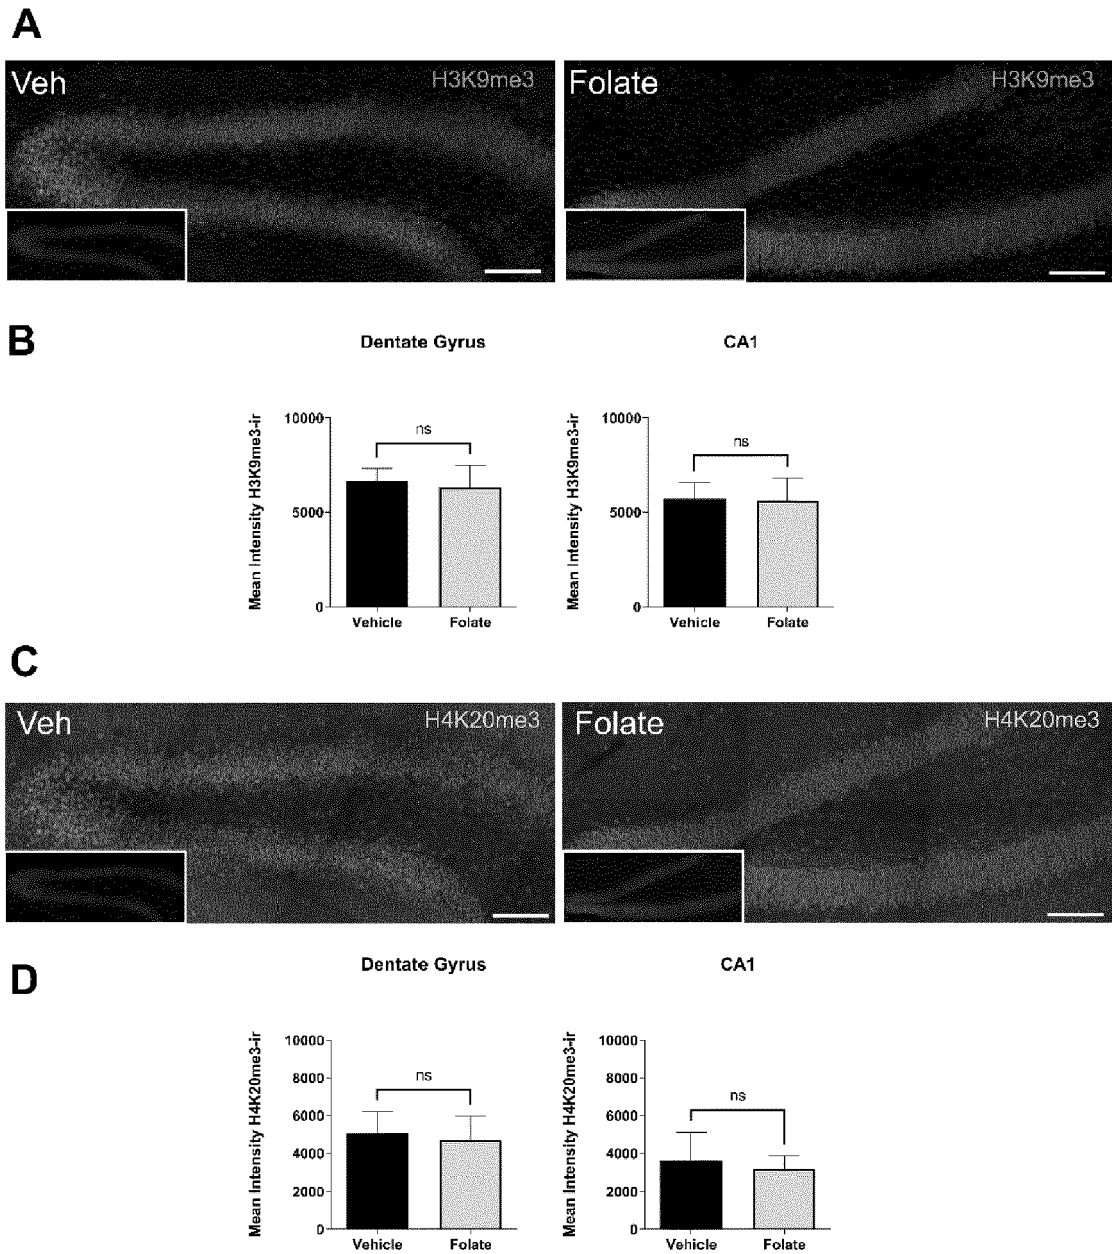 A
Veh
H3K9me3
Folate
H3K9me3
B
Dentate Gyrus
CA1
Mean Intensity H3K9me3-ir
10000
5000
0
ns
Vehicle
Folate
Mean Intensity H3K9me3-ir
10000
5000
0
ns
Vehicle
Folate
C
Veh
H4K20me3
Folate
H4K20me3
D
Dentate Gyrus
CA1
Mean Intensity H4K20me3-ir
10000
8000
6000
4000
2000
0
ns
Vehicle
Folate
Mean Intensity H4K20me3-ir
10000
8000
6000
4000
2000
0
ns
Vehicle
Folate